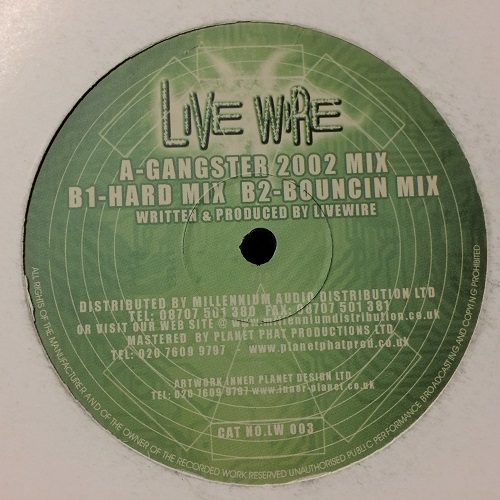 LIVE WIRE
A-GANGSTER 2002 MIX
B1-HARD MIX B2-BOUNCIN MIX
WRITTEN & PRODUCED BY LIVEWIRE
DISTRIBUTED BY MILLENNIUM AUDIO DISTRIBUTION LTD
TEL: 08707 501 380 FAX: 08707 501 381
OR VISIT OUR WEB SITE @ www.millenniumdistribution.co.uk
MASTERED BY PLANET PHAT PRODUCTIONS LTD
TEL: 020 7609 9797 - www.planetphatprod.co.uk
ARTWORK INNER PLANET DESIGN LTD
TEL: 020 7609 9797 www.inner-planet.co.uk
CAT NO.LW 003
ALL RIGHTS OF THE MANUFACTURER AND OF THE OWNER OF THE RECORDED WORK RESERVED UNAUTHORISED PUBLIC PERFORMANCE BROADCASTING AND COPYING PROHIBITED